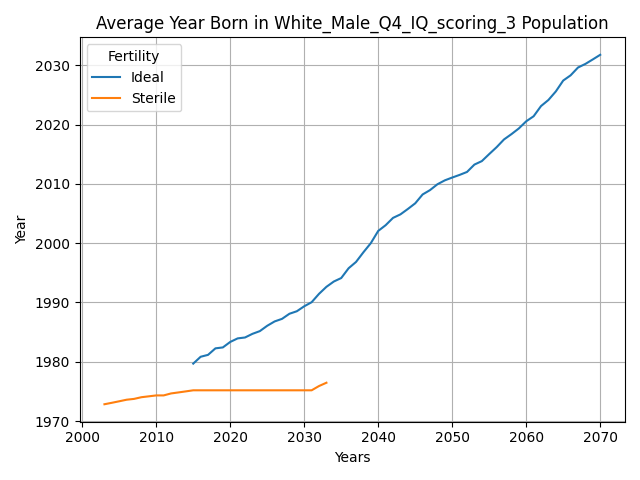 Average Year Born in White_Male_Q4_IQ_scoring_3 Population
Fertility
Ideal
Sterile
Year
2030
2020
2010
2000
1990
1980
1970
2000 2010 2020 2030 2040 2050 2060 2070
Years